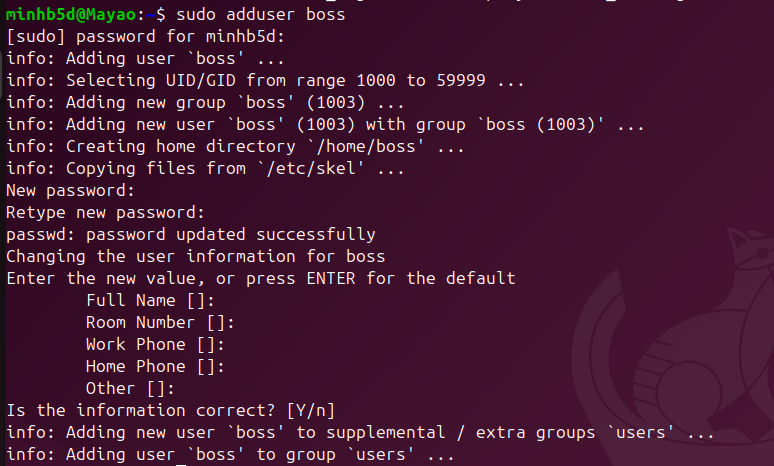 minhb5d@Mayao:~$ sudo adduser boss
[sudo] password for minhb5d:
info: Adding user `boss' ...
info: Selecting UID/GID from range 1000 to 59999 ...
info: Adding new group `boss' (1003) ...
info: Adding new user `boss' (1003) with group `boss (1003)' ...
info: Creating home directory `/home/boss' ...
info: Copying files from `/etc/skel' ...
New password:
Retype new password:
passwd: password updated successfully
Changing the user information for boss
Enter the new value, or press ENTER for the default
        Full Name []:
        Room Number []:
        Work Phone []:
        Home Phone []:
        Other []:
Is the information correct? [Y/n]
info: Adding new user `boss' to supplemental / extra groups `users' ...
info: Adding user `boss' to group `users' ...